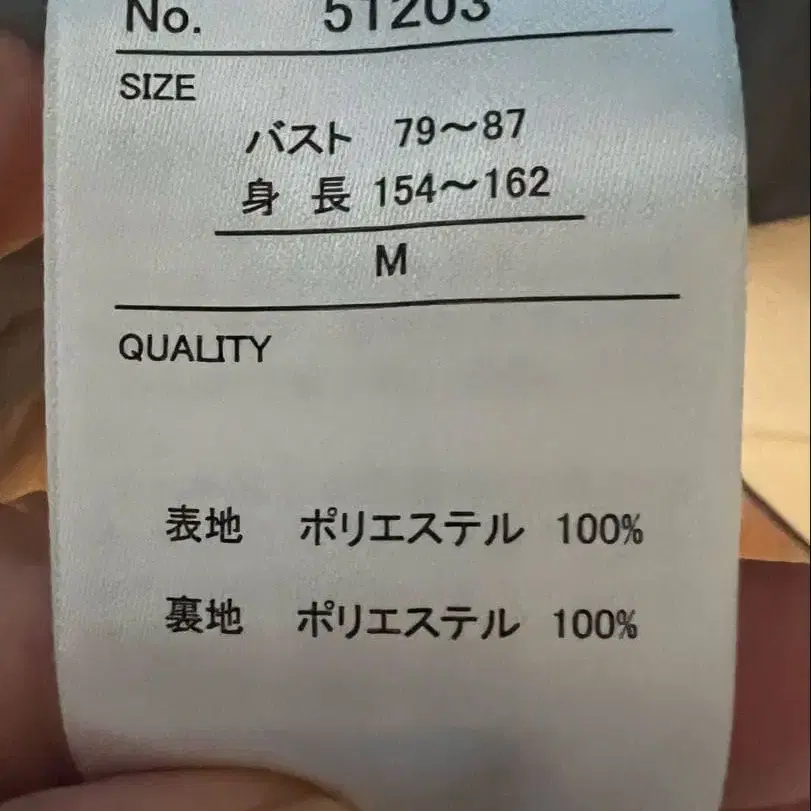 No. 51203
SIZE
バスト 79～87
身 長 154～162
M
QUALITY
表地 ポリエステル 100%
裏地 ポリエステル 100%